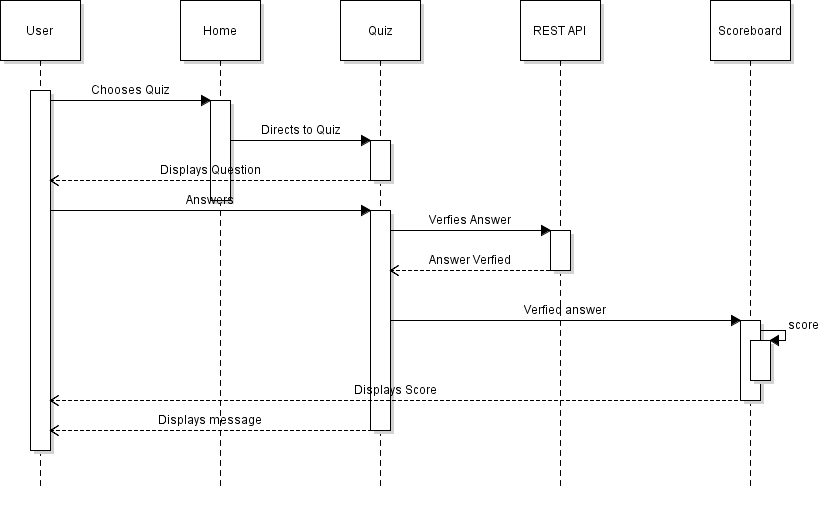 User
Home
Quiz
REST API
Scoreboard
Chooses Quiz
Directs to Quiz
Displays Question
Answers
Verfies Answer
Answer Verfied
Verfied answer
score
Displays Score
Displays message